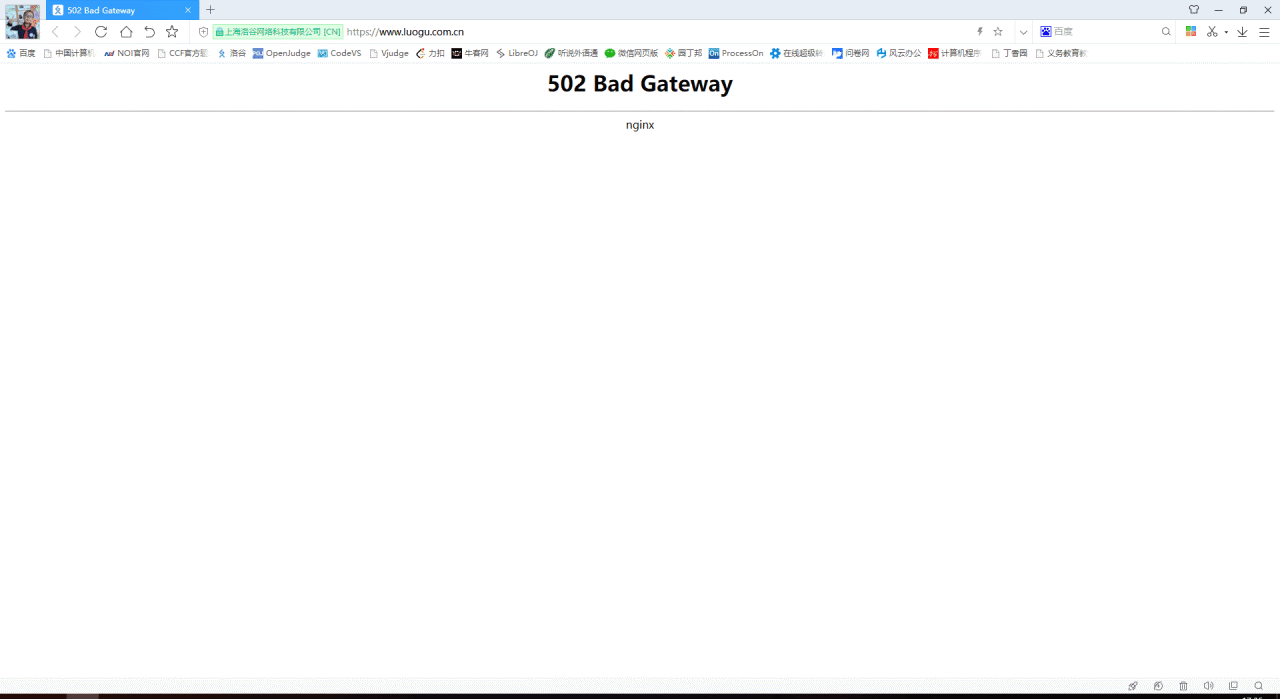 502 Bad Gateway
上海洛谷网络科技有限公司 [CN] https://www.luogu.com.cn 百度
百度 中国计算机 NOI官网 CCF官方题 洛谷 OpenJudge CodeVS Vjudge 力扣 牛客网 LibreOJ 听说外语通 微信网页版 园丁邦 ProcessOn 在线超级转 问卷网 风云办公 计算机程序 丁香园 义务教育教
502 Bad Gateway
nginx